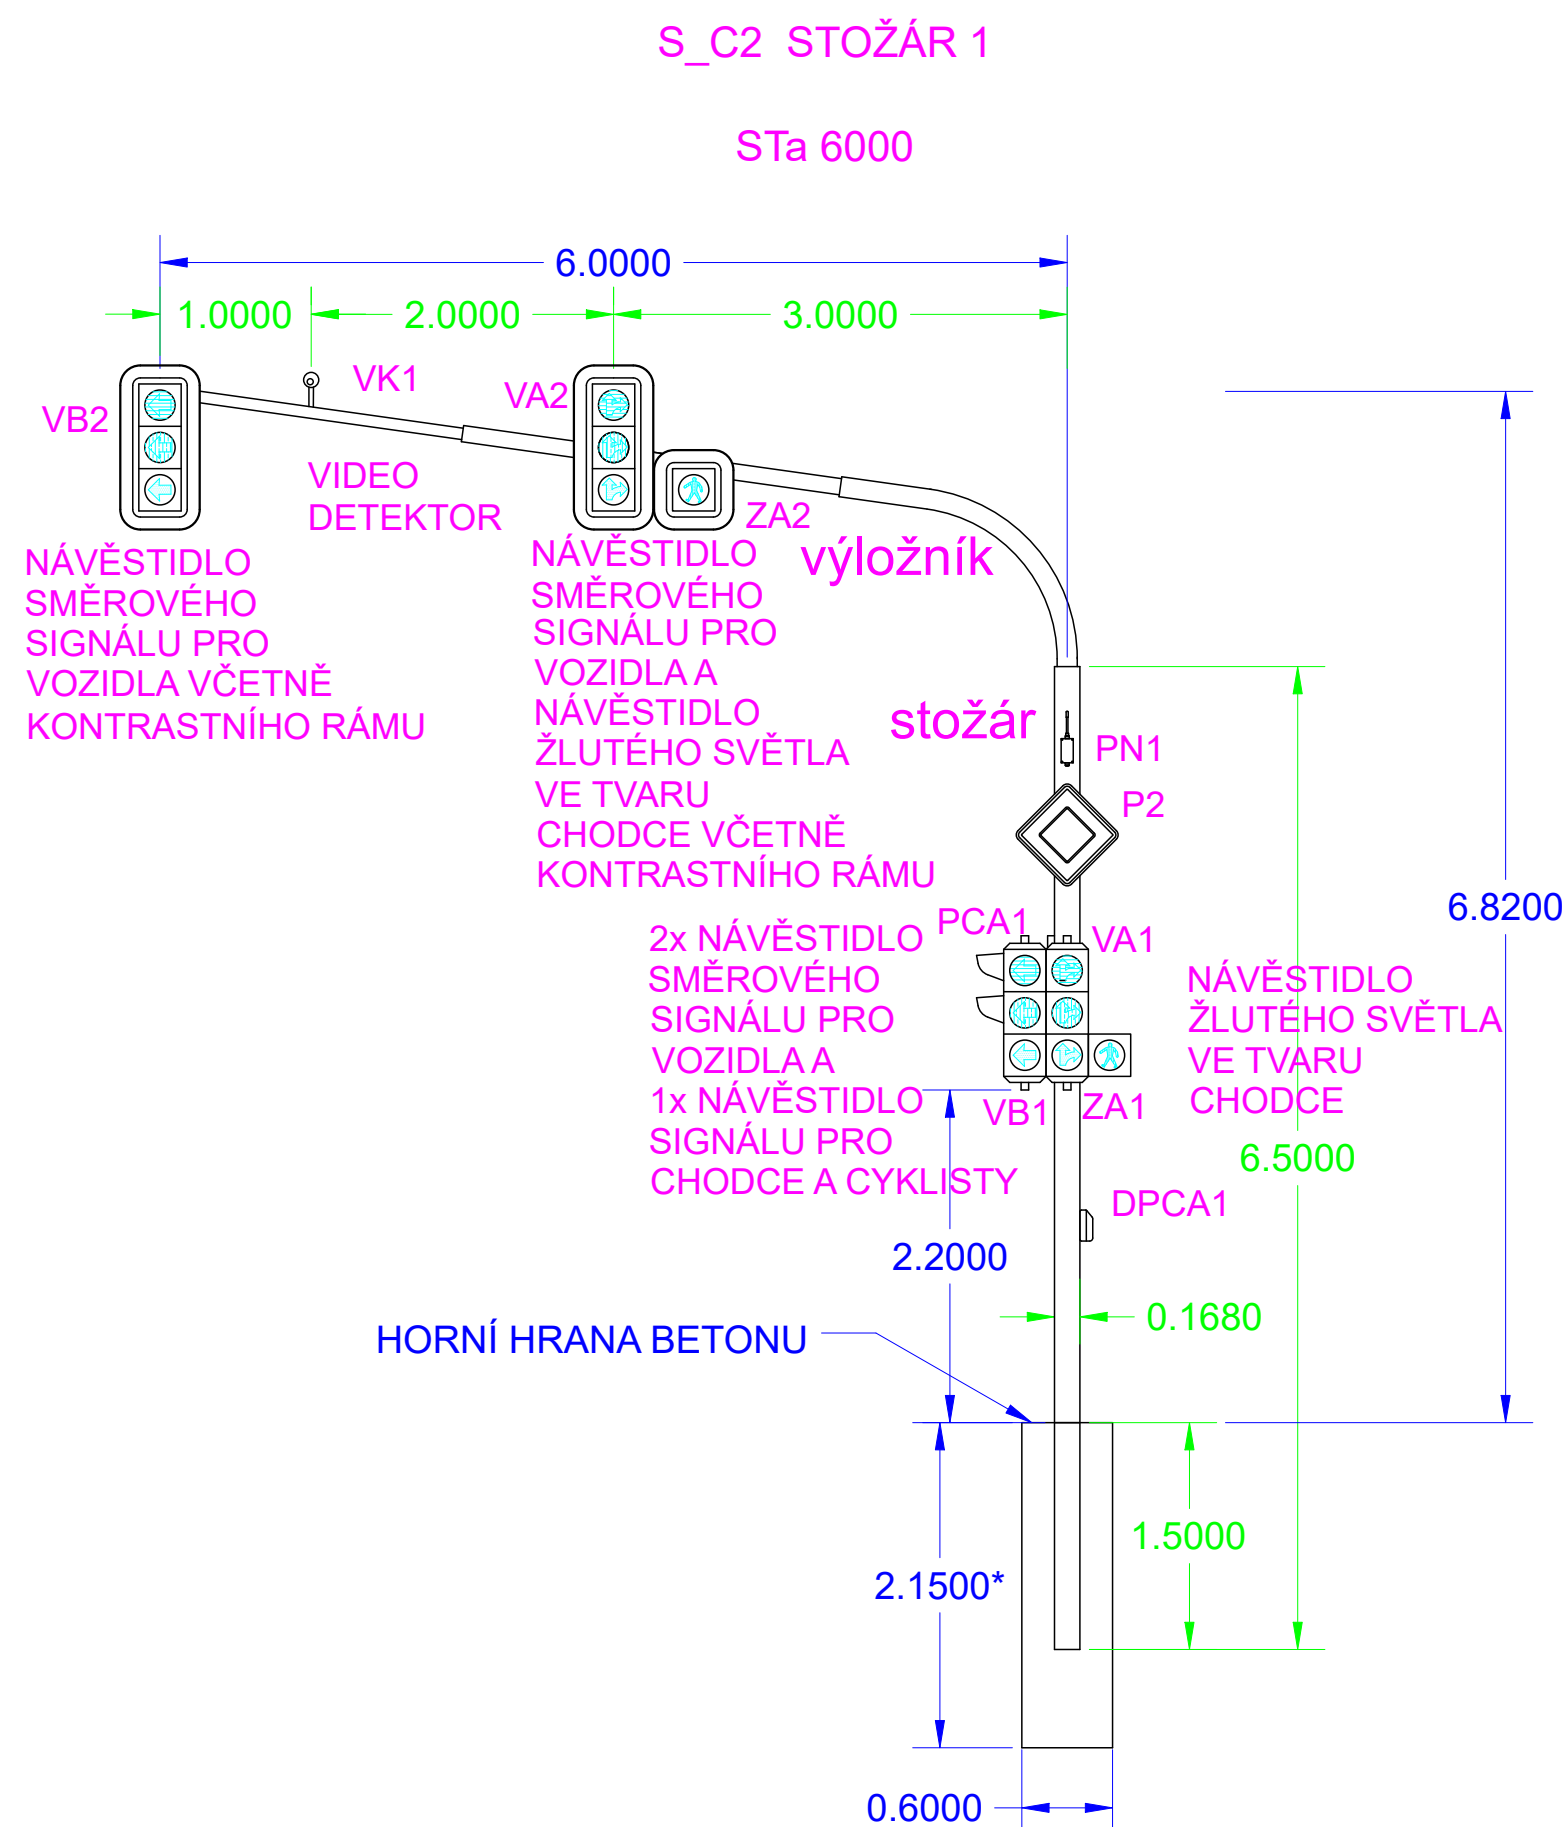 S_C2 STOŽÁR 1
STa 6000
6.0000
1.0000
2.0000
3.0000
VK1
VA2
VB2
VIDEO
DETEKTOR
ZA2
NÁVĚSTIDLO
SMĚROVÉHO
SIGNÁLU PRO
VOZIDLA VČETNĚ
KONTRASTNÍHO RÁMU
NÁVĚSTIDLO
SMĚROVÉHO
SIGNÁLU PRO
VOZIDLA A
NÁVĚSTIDLO
ŽLUTÉHO SVĚTLA
VE TVARU
CHODCE VČETNĚ
KONTRASTNÍHO RÁMU
výložník
stožár
PN1
P2
6.8200
PCA1
VA1
2x NÁVĚSTIDLO
SMĚROVÉHO
SIGNÁLU PRO
VOZIDLA A
1x NÁVĚSTIDLO
SIGNÁLU PRO
CHODCE A CYKLISTY
NÁVĚSTIDLO
ŽLUTÉHO SVĚTLA
VE TVARU
CHODCE
VB1
ZA1
6.5000
DPCA1
2.2000
0.1680
HORNÍ HRANA BETONU
1.5000
2.1500*
0.6000